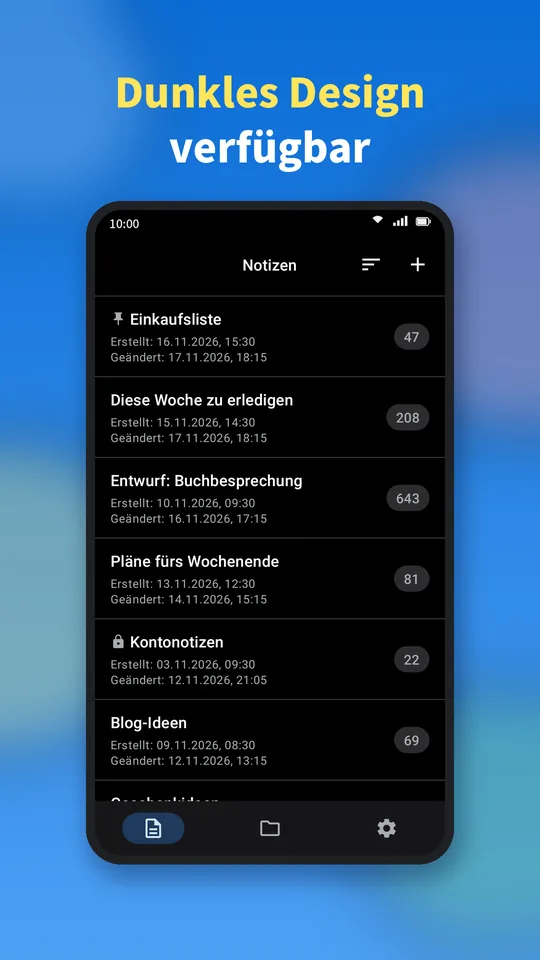 Dunkles Design
verfügbar
10:00
Notizen
Einkaufsliste
Erstellt: 16.11.2026, 15:30
Geändert: 17.11.2026, 18:15
47
Diese Woche zu erledigen
Erstellt: 15.11.2026, 14:30
Geändert: 17.11.2026, 18:15
208
Entwurf: Buchbesprechung
Erstellt: 10.11.2026, 09:30
Geändert: 16.11.2026, 17:15
643
Pläne fürs Wochenende
Erstellt: 13.11.2026, 12:30
Geändert: 14.11.2026, 15:15
81
Kontonotizen
Erstellt: 03.11.2026, 09:30
Geändert: 12.11.2026, 21:05
22
Blog-Ideen
Erstellt: 09.11.2026, 08:30
Geändert: 12.11.2026, 13:15
69